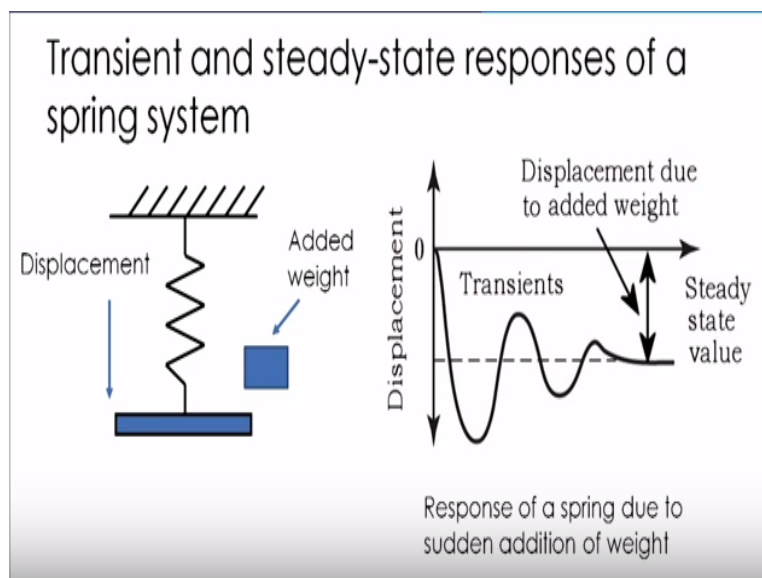 Transient and steady-state responses of a
spring system
Displacement
Added
weight
Displacement due
to added weight
Displacement
0
Transients
Steady
state
value
Response of a spring due to
sudden addition of weight